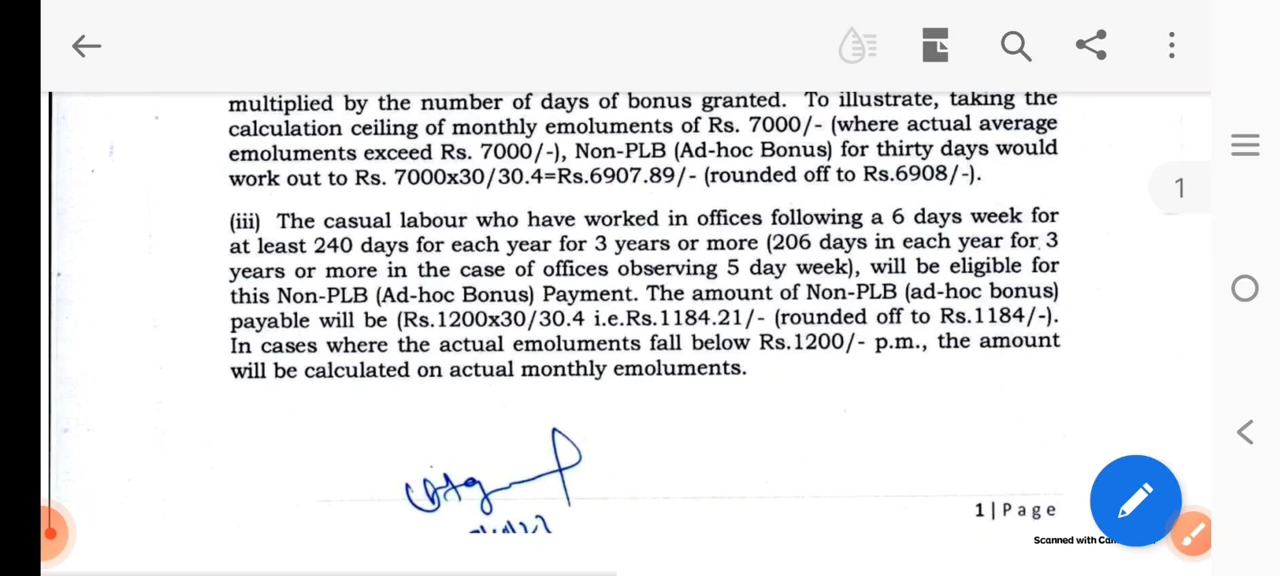 multiplied by the number of days of bonus granted. To illustrate, taking the
calculation ceiling of monthly emoluments of Rs. 7000/- (where actual average
emoluments exceed Rs. 7000/-), Non-PLB (Ad-hoc Bonus) for thirty days would
work out to Rs. 7000x30/30.4=Rs.6907.89/- (rounded off to Rs.6908/-).
1
(iii) The casual labour who have worked in offices following a 6 days week for
at least 240 days for each year for 3 years or more (206 days in each year for 3
years or more in the case of offices observing 5 day week), will be eligible for
this Non-PLB (Ad-hoc Bonus) Payment. The amount of Non-PLB (ad-hoc bonus)
payable will be (Rs.1200x30/30.4 i.e.Rs.1184.21/- (rounded off to Rs.1184/-).
In cases where the actual emoluments fall below Rs.1200/- p.m., the amount
will be calculated on actual monthly emoluments.
1 | Page
Scanned with